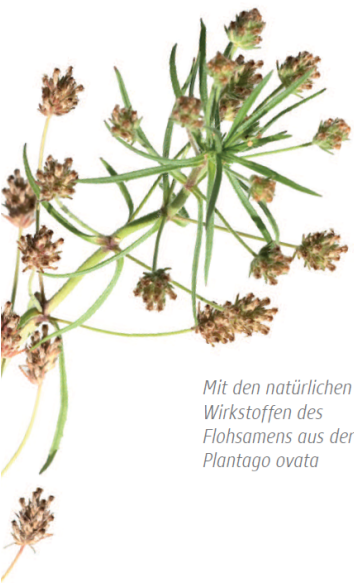 Mit den natürlichen
Wirkstoffen des
Flohsamens aus der
Plantago ovata